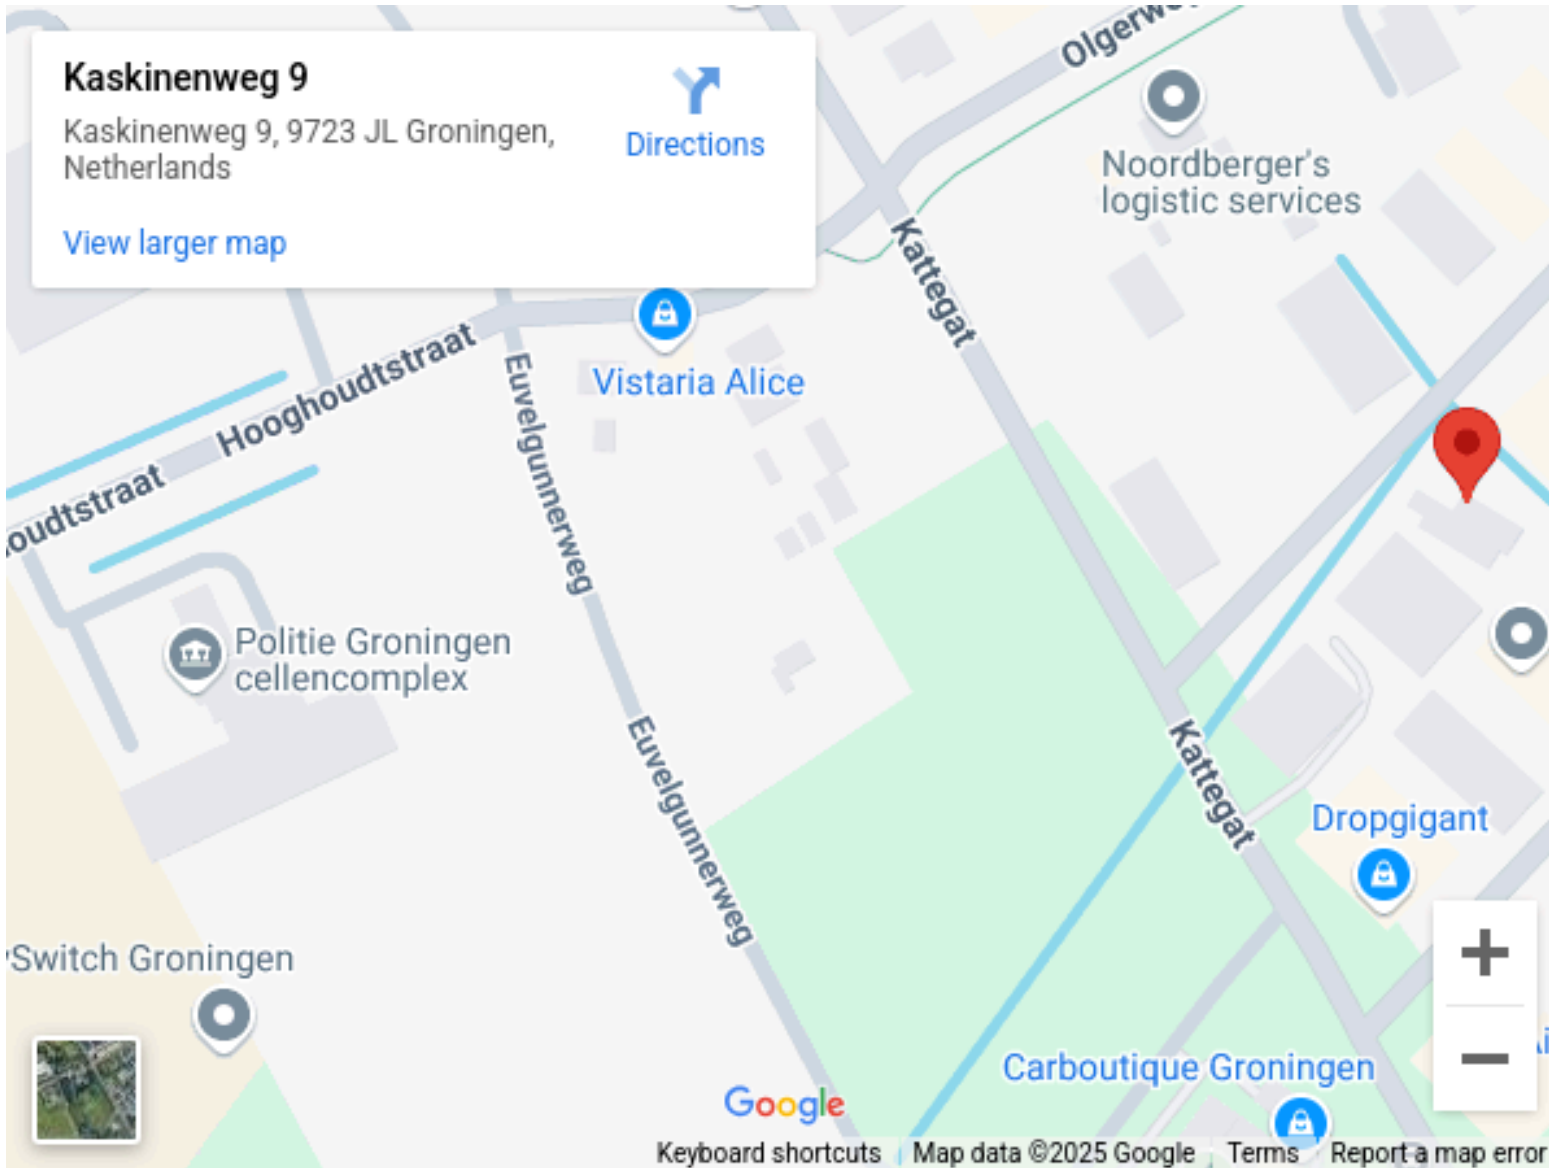 Kaskinenweg 9
Kaskinenweg 9, 9723 JL Groningen,
Netherlands
Directions
View larger map
Noordberger's
logistic services
Kattegat
Vistaria Alice
Hooghoudtstraat
oudtstraat
Euvelgunnerweg
Politie Groningen
cellencomplex
Euvelgunnerweg
Kattegat
Dropgigant
Switch Groningen
Carboutique Groningen
Google
Keyboard shortcuts
Map data ©2025 Google
Terms
Report a map error